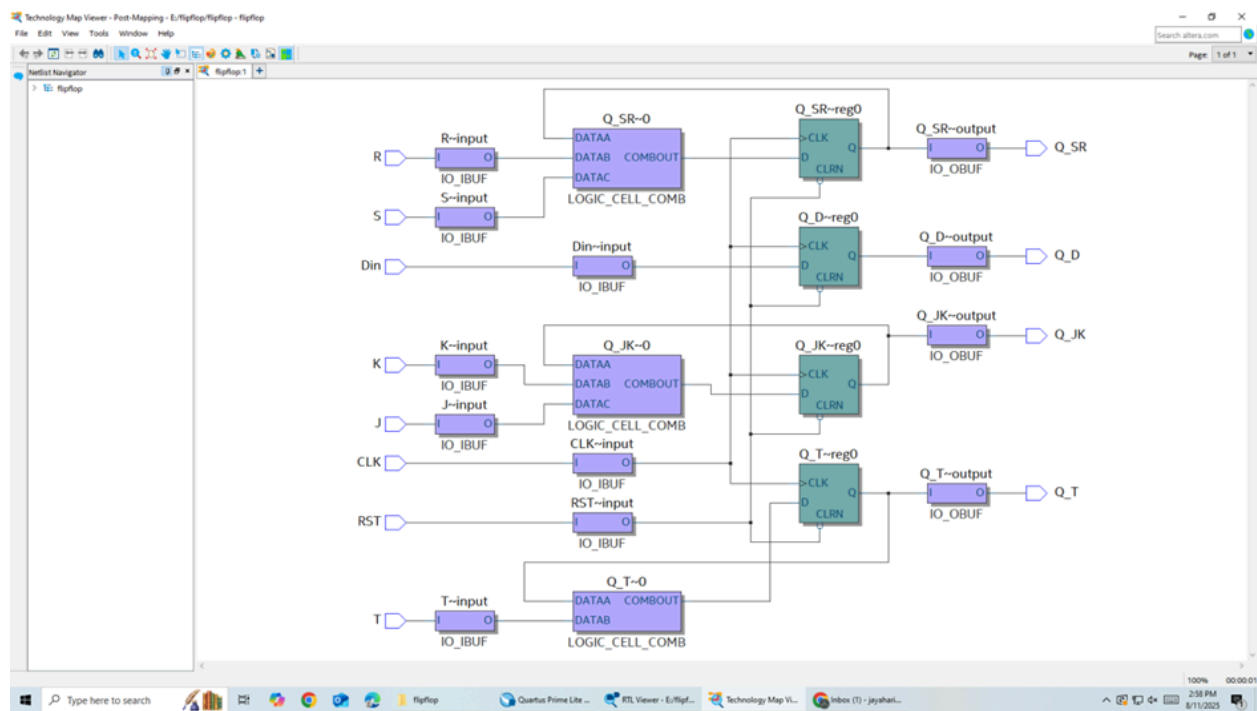 Technology Map Viewer - Post-Mapping - E:/flipflop/flipflop - flipflop
File Edit View Tools Window Help
Search altera.com
Page: 1 of 1
Netlist Navigator
flipflop:1
flipflop
R
R~input
I O
IO_IBUF
S
S~input
I O
IO_IBUF
Q_SR~0
DATAA
DATAB COMBOUT
DATAC
LOGIC_CELL_COMB
Q_SR~reg0
CLK
D Q
CLRN
Q_SR~output
I O
IO_OBUF
Q_SR
Din
Din~input
I O
IO_IBUF
Q_D~reg0
CLK
D Q
CLRN
Q_D~output
I O
IO_OBUF
Q_D
K
K~input
I O
IO_IBUF
J
J~input
I O
IO_IBUF
Q_JK~0
DATAA
DATAB COMBOUT
DATAC
LOGIC_CELL_COMB
Q_JK~reg0
CLK
D Q
CLRN
Q_JK~output
I O
IO_OBUF
Q_JK
CLK
CLK~input
I O
IO_IBUF
RST
RST~input
I O
IO_IBUF
Q_T~reg0
CLK
D Q
CLRN
Q_T~output
I O
IO_OBUF
Q_T
T
T~input
I O
IO_IBUF
Q_T~0
DATAA COMBOUT
DATAB
LOGIC_CELL_COMB
100% 00:00:01
Type here to search
flipflop
Quartus Prime Lite ...
RTL Viewer - E:/flipf...
Technology Map Vi...
Inbox (1) - jayahari...
2:58 PM
8/11/2025